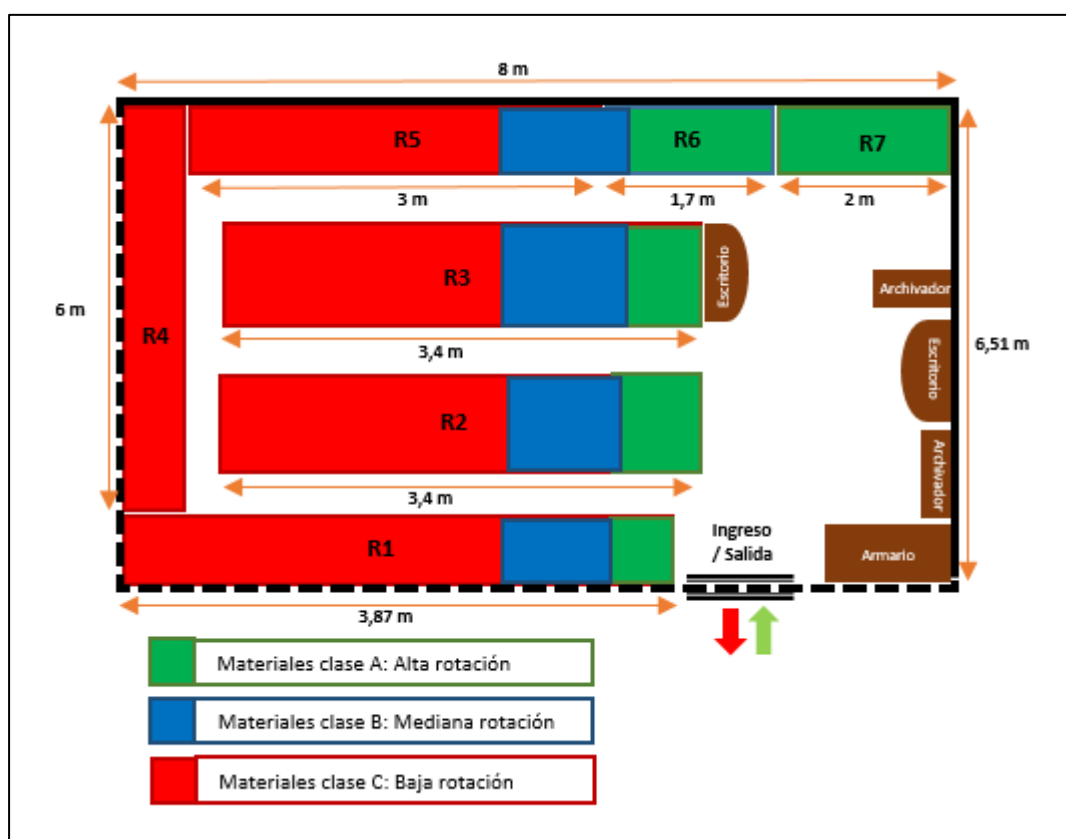 8 m
R5
R6
R7
3 m
1,7 m
2 m
R3
Escritorio
Archivador
6 m
R4
3,4 m
6,51 m
Escritorio
R2
Archivador
3,4 m
Ingreso
/ Salida
R1
Armario
3,87 m
Materiales clase A: Alta rotación
Materiales clase B: Mediana rotación
Materiales clase C: Baja rotación